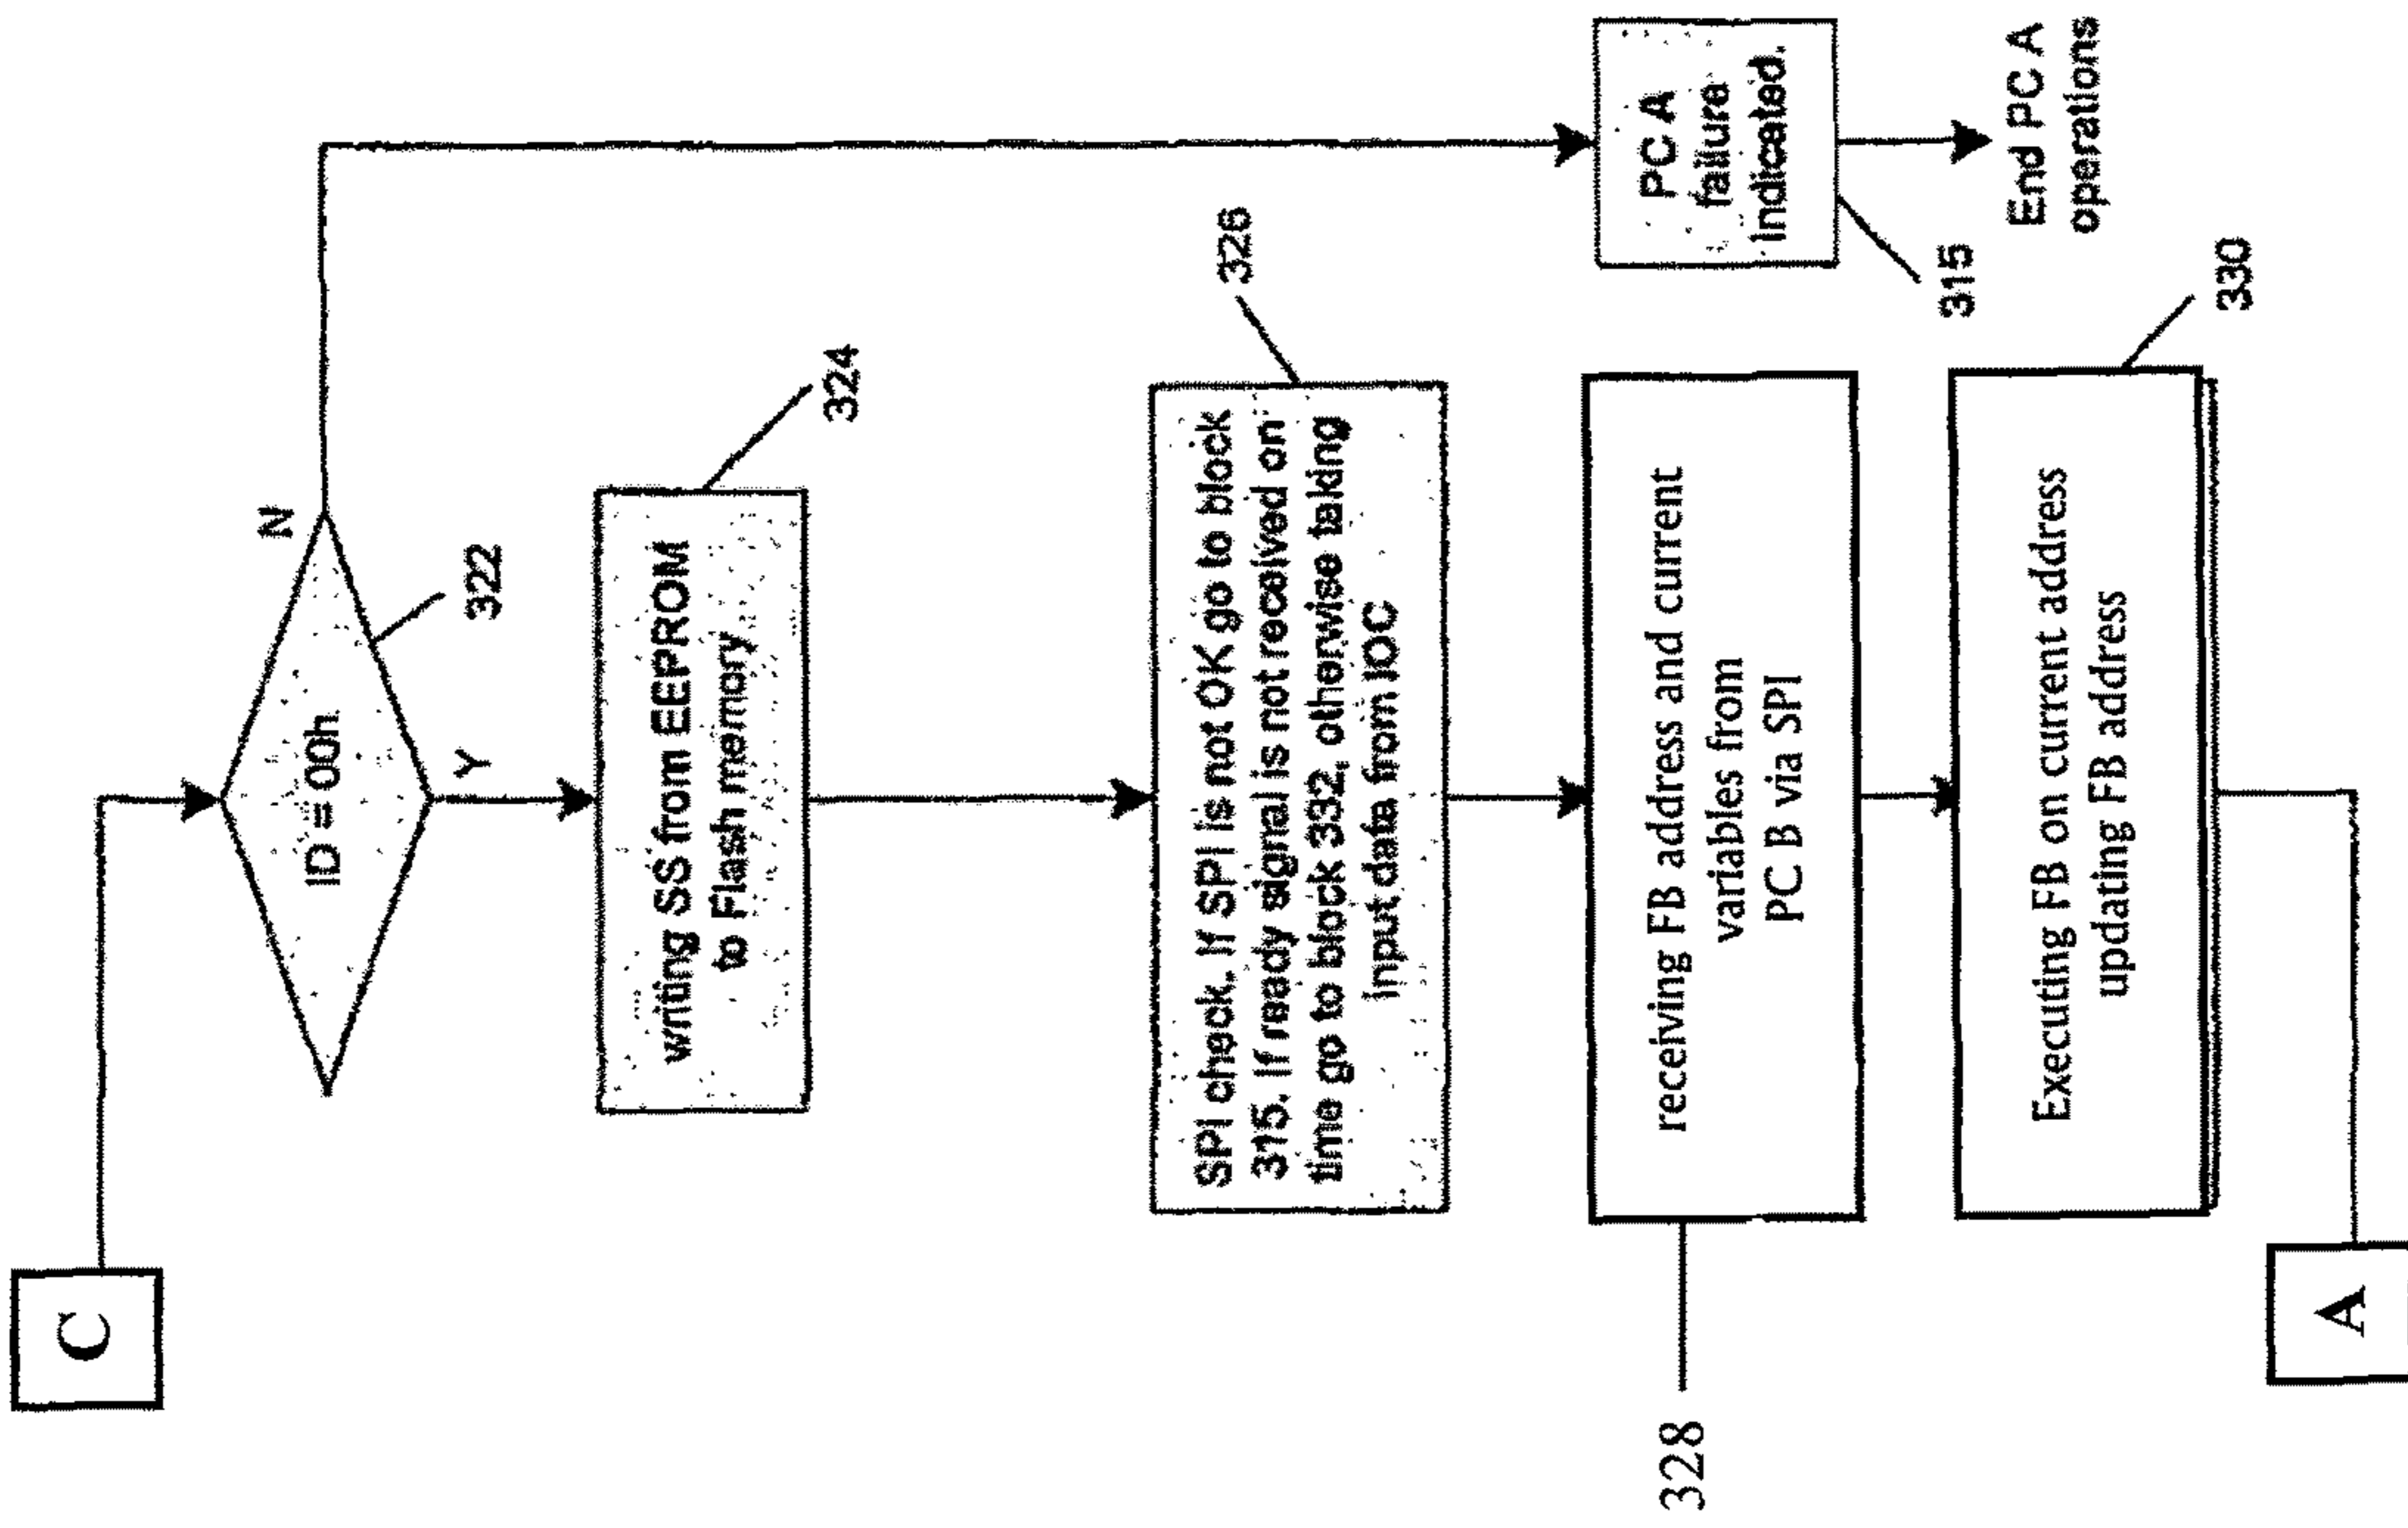 C
ID = 00h
N
322
Y
writing SS from EEPROM
to Flash memory
324
SPI check. If SPI is not OK go to block
315. If ready signal is not received on
time go to block 332, otherwise taking
input data from IOC
326
receiving FB address and current
variables from
PC B via SPI
328
PC A
failure
indicated.
315
End PC A
operations
Executing FB on current address
updating FB address
330
A